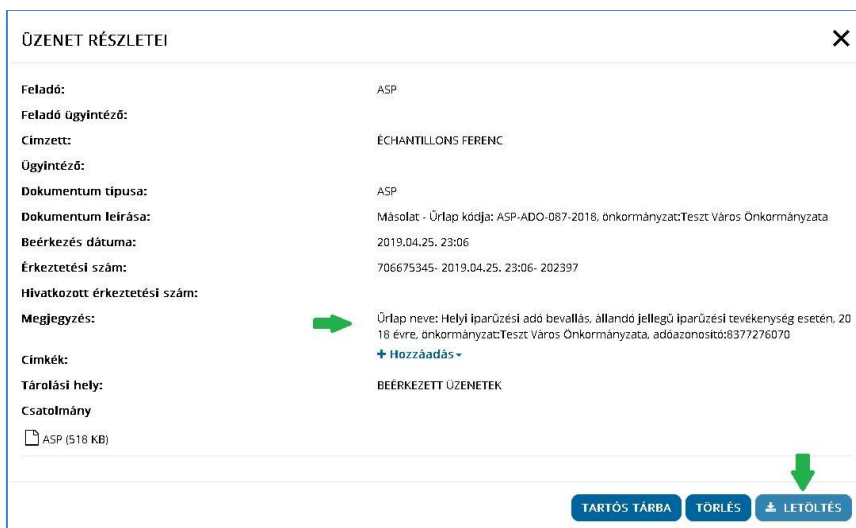 ÜZENET RÉSZLETEI
Feladó: ASP
Feladó ügyintéző:
Címzett: ÉCHANTILLONS FERENC
Ügyintéző:
Dokumentum típusa: ASP
Dokumentum leírása: Másolat - Űrlap kódja: ASP-ADO-087-2018, önkormányzat:Teszt Város Önkormányzata
Beérkezés dátuma: 2019.04.25. 23:06
Érkeztetési szám: 706675345- 2019.04.25. 23:06- 202397
Hivatkozott érkeztetési szám:
Megjegyzés: Űrlap neve: Helyi iparűzési adó bevallás, állandó jellegű iparűzési tevékenység esetén, 20
18 évre, önkormányzat:Teszt Város Önkormányzata, adóazonosító:8377276070
Címkék: + Hozzáadás
Tárolási hely: BEÉRKEZETT ÜZENETEK
Csatolmány
ASP (518 KB)
TARTÓS TÁRBA TÖRLÉS LETÖLTÉS